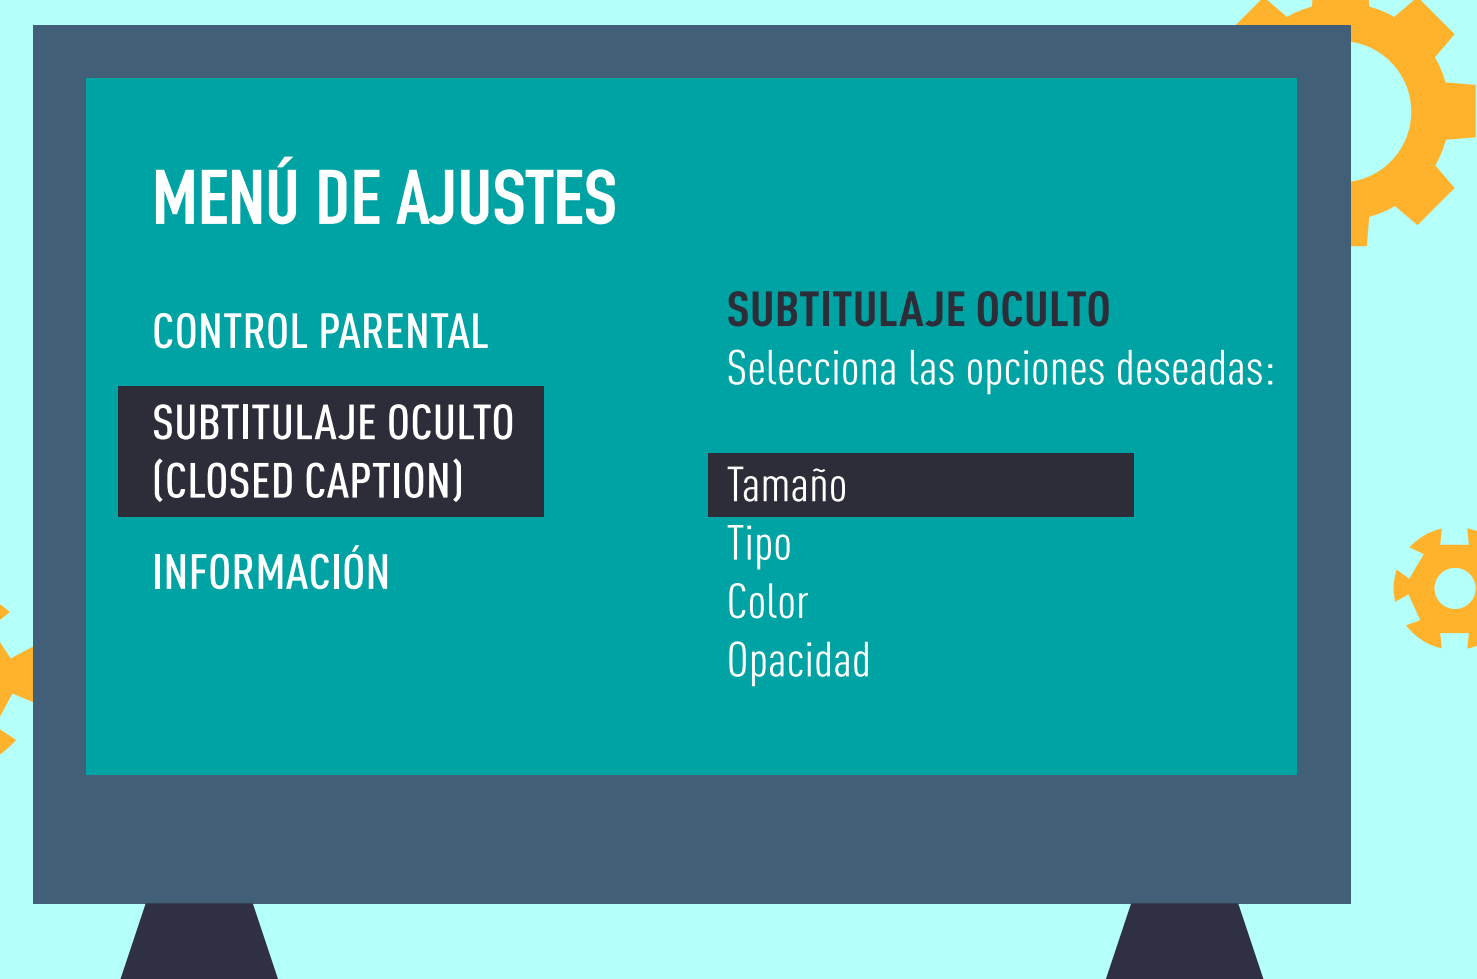 MENÚ DE AJUSTES
CONTROL PARENTAL
SUBTITULAJE OCULTO
(CLOSED CAPTION)
INFORMACIÓN
SUBTITULAJE OCULTO
Selecciona las opciones deseadas:
Tamaño
Tipo
Color
Opacidad